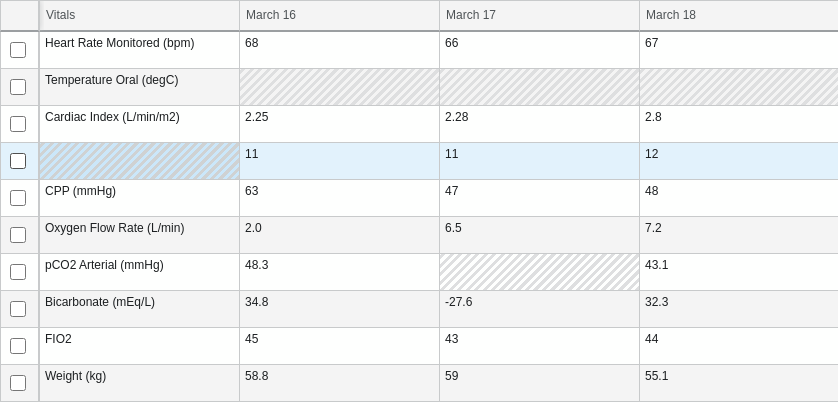 Vitals March 16 March 17 March 18
Heart Rate Monitored (bpm) 68 66 67
Temperature Oral (degC)
Cardiac Index (L/min/m2) 2.25 2.28 2.8
11 11 12
CPP (mmHg) 63 47 48
Oxygen Flow Rate (L/min) 2.0 6.5 7.2
pCO2 Arterial (mmHg) 48.3 43.1
Bicarbonate (mEq/L) 34.8 -27.6 32.3
FIO2 45 43 44
Weight (kg) 58.8 59 55.1